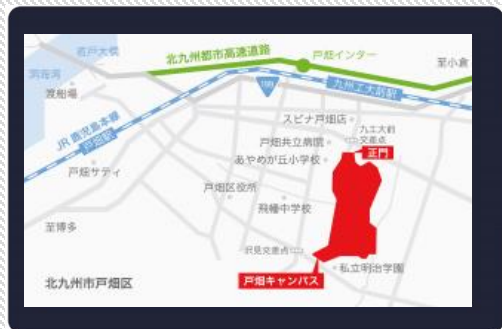 若戸大橋
北九州都市高速道路
戸畑インター
至小倉
洞海湾
渡船場
199
九州工大前駅
JR 鹿児島本線
戸畑駅
スピナ戸畑店
九工大前
交差点
戸畑共立病院
正門
あやめが丘小学校
戸畑サティ
戸畑区役所
飛幡中学校
至博多
沢見交差点
私立明治学園
北九州市戸畑区
戸畑キャンパス